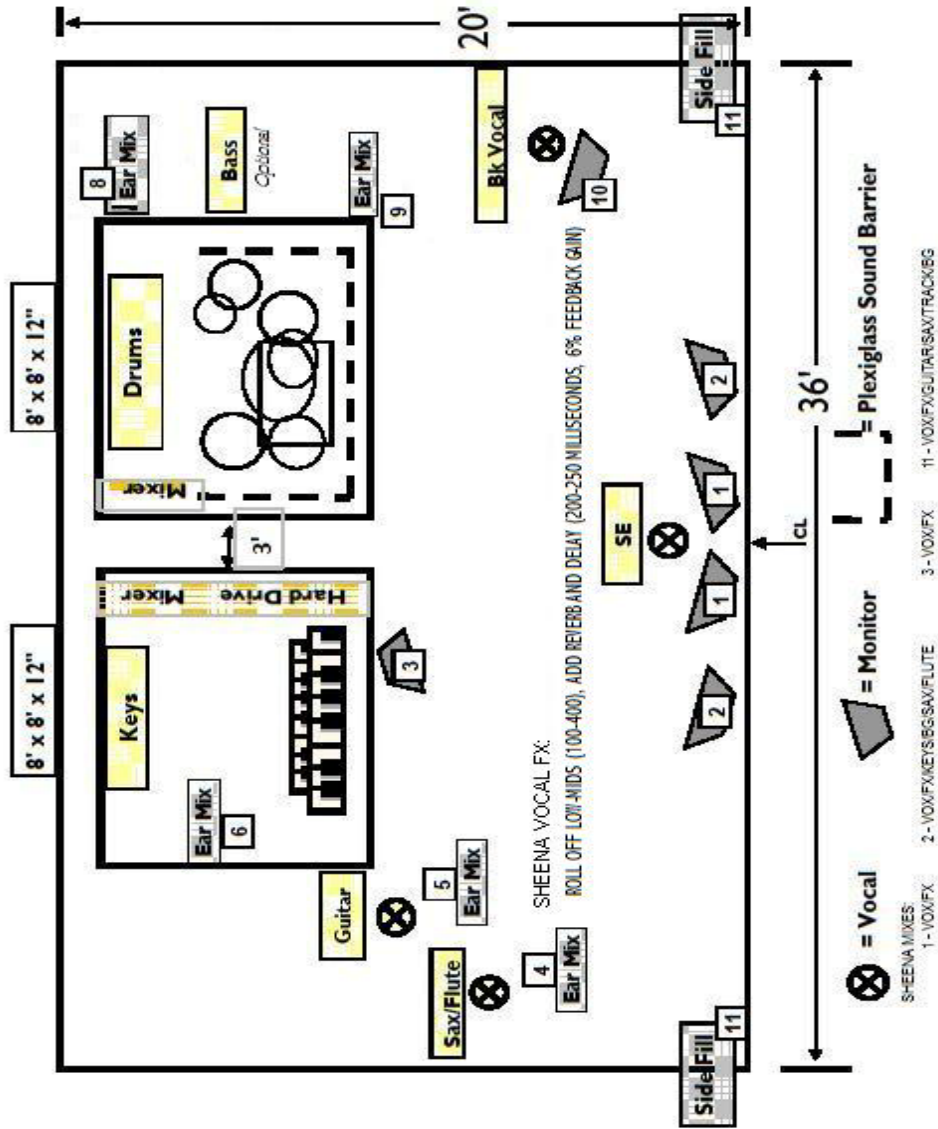 8' x 8' x 12"
8' x 8' x 12"
20'
Keys
Drums
8
Ear Mix
Bass
Optional
Ear Mix
9
Mixer
3'
Mixer
Hard Drive
Ear Mix
6
3
Guitar
5
Ear Mix
Sax/Flute
4
Ear Mix
Bk Vocal
10
SHEENA VOCAL FX:
ROLL OFF LOW-MIDS (100-400), ADD REVERB AND DELAY (200-250 MILLISECONDS, 6% FEEDBACK GAIN)
SE
Side Fill
11
2
1
1
2
Side Fill
11
CL
36'
= Vocal
= Monitor
= Plexiglass Sound Barrier
SHEENA MIXES:
1 - VOX/FX 2 - VOX/FX/KEYS/BG/SAX/FLUTE 3 - VOX/FX 11 - VOX/FX/GUITAR/SAX/TRACK/BG